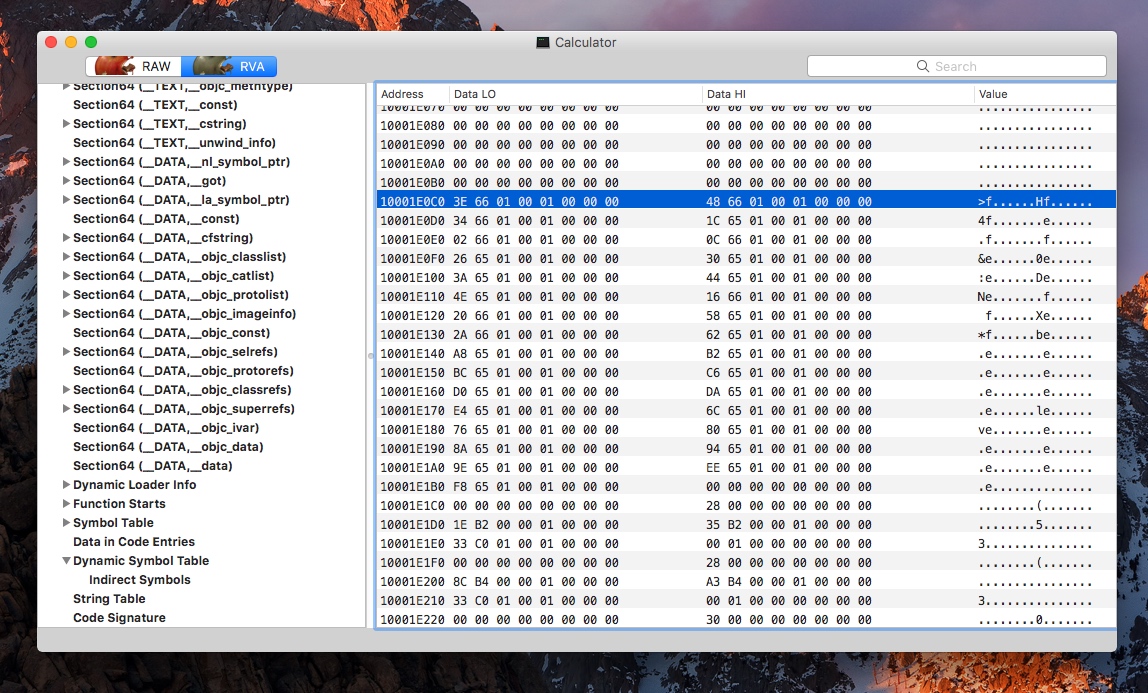 Calculator
RAW RVA
Search
Section64 (__TEXT,__objc_methtype)
Section64 (__TEXT,__const)
Section64 (__TEXT,__cstring)
Section64 (__TEXT,__unwind_info)
Section64 (__DATA,__nl_symbol_ptr)
Section64 (__DATA,__got)
Section64 (__DATA,__la_symbol_ptr)
Section64 (__DATA,__const)
Section64 (__DATA,__cfstring)
Section64 (__DATA,__objc_classlist)
Section64 (__DATA,__objc_catlist)
Section64 (__DATA,__objc_protolist)
Section64 (__DATA,__objc_imageinfo)
Section64 (__DATA,__objc_const)
Section64 (__DATA,__objc_selrefs)
Section64 (__DATA,__objc_protorefs)
Section64 (__DATA,__objc_classrefs)
Section64 (__DATA,__objc_superrefs)
Section64 (__DATA,__objc_ivar)
Section64 (__DATA,__objc_data)
Section64 (__DATA,__data)
Dynamic Loader Info
Function Starts
Symbol Table
Data in Code Entries
Dynamic Symbol Table
Indirect Symbols
String Table
Code Signature
Address Data LO Data HI Value
10001E070 00 00 00 00 00 00 00 00 00 00 00 00 00 00 00 00 ................
10001E080 00 00 00 00 00 00 00 00 00 00 00 00 00 00 00 00 ................
10001E090 00 00 00 00 00 00 00 00 00 00 00 00 00 00 00 00 ................
10001E0A0 00 00 00 00 00 00 00 00 00 00 00 00 00 00 00 00 ................
10001E0B0 00 00 00 00 00 00 00 00 00 00 00 00 00 00 00 00 ................
10001E0C0 3E 66 01 00 01 00 00 00 48 66 01 00 01 00 00 00 >f......Hf......
10001E0D0 34 66 01 00 01 00 00 00 1C 65 01 00 01 00 00 00 4f.......e......
10001E0E0 02 66 01 00 01 00 00 00 0C 66 01 00 01 00 00 00 .f.......f......
10001E0F0 26 65 01 00 01 00 00 00 30 65 01 00 01 00 00 00 &e......0e......
10001E100 3A 65 01 00 01 00 00 00 44 65 01 00 01 00 00 00 :e......De......
10001E110 4E 65 01 00 01 00 00 00 16 66 01 00 01 00 00 00 Ne.......f......
10001E120 20 66 01 00 01 00 00 00 58 65 01 00 01 00 00 00 f......Xe......
10001E130 2A 66 01 00 01 00 00 00 62 65 01 00 01 00 00 00 *f......be......
10001E140 A8 65 01 00 01 00 00 00 B2 65 01 00 01 00 00 00 .e.......e......
10001E150 BC 65 01 00 01 00 00 00 C6 65 01 00 01 00 00 00 .e.......e......
10001E160 D0 65 01 00 01 00 00 00 DA 65 01 00 01 00 00 00 .e.......e......
10001E170 E4 65 01 00 01 00 00 00 6C 65 01 00 01 00 00 00 .e......le......
10001E180 76 65 01 00 01 00 00 00 80 65 01 00 01 00 00 00 ve.......e......
10001E190 8A 65 01 00 01 00 00 00 94 65 01 00 01 00 00 00 .e.......e......
10001E1A0 9E 65 01 00 01 00 00 00 EE 65 01 00 01 00 00 00 .e.......e......
10001E1B0 F8 65 01 00 01 00 00 00 00 00 00 00 00 00 00 00 .e..............
10001E1C0 00 00 00 00 00 00 00 00 28 00 00 00 00 00 00 00 ........(.......
10001E1D0 1E B2 00 00 01 00 00 00 35 B2 00 00 01 00 00 00 ........5.......
10001E1E0 33 C0 01 00 01 00 00 00 00 01 00 00 00 00 00 00 3...............
10001E1F0 00 00 00 00 00 00 00 00 28 00 00 00 00 00 00 00 ........(.......
10001E200 8C B4 00 00 01 00 00 00 A3 B4 00 00 01 00 00 00 ................
10001E210 33 C0 01 00 01 00 00 00 00 01 00 00 00 00 00 00 3...............
10001E220 00 00 00 00 00 00 00 00 30 00 00 00 00 00 00 00 ........0.......